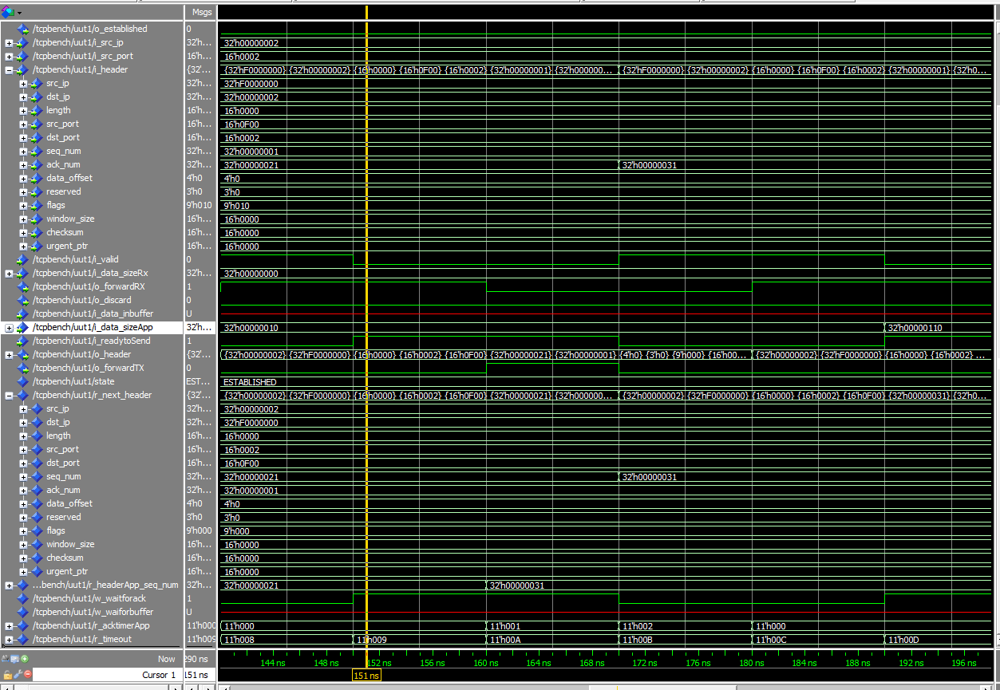 Msgs
/tcpbench/uut1/o_established 0
/tcpbench/uut1/i_src_ip 32'h... 32'h00000002
/tcpbench/uut1/i_src_port 16'h... 16'h0002
/tcpbench/uut1/i_header {32'... {32'hF0000000} {32'h00000002} {16'h0000} {16'h0F00} {16'h0002} {32'h00000001} {32'h000000... {32'hF0000000} {32'h00000002} {16'h0000} {16'h0F00} {16'h0002} {32'h00000001} {32'h0...
src_ip 32'h... 32'hF0000000
dst_ip 32'h... 32'h00000002
length 16'h... 16'h0000
src_port 16'h... 16'h0F00
dst_port 16'h... 16'h0002
seq_num 32'h... 32'h00000001
ack_num 32'h... 32'h00000021 32'h00000031
data_offset 4'h0 4'h0
reserved 3'h0 3'h0
flags 9'h010 9'h010
window_size 16'h... 16'h0000
checksum 16'h... 16'h0000
urgent_ptr 16'h... 16'h0000
/tcpbench/uut1/i_valid 0
/tcpbench/uut1/i_data_sizeRx 32'h... 32'h00000000
/tcpbench/uut1/o_forwardRX 1
/tcpbench/uut1/o_discard 0
/tcpbench/uut1/i_data_inbuffer U
/tcpbench/uut1/i_data_sizeApp 32'h... 32'h00000010 32'h00000110
/tcpbench/uut1/i_readytoSend 1
/tcpbench/uut1/o_header {32'... {32'h00000002} {32'hF0000000} {16'h0000} {16'h0002} {16'h0F00} {32'h00000021} {32'h00000001} {4'h0} {3'h0} {9'h000} {16'h00... {32'h00000002} {32'hF0000000} {16'h0000} {16'h0002} ...
/tcpbench/uut1/o_forwardTX 0
/tcpbench/uut1/state EST... ESTABLISHED
/tcpbench/uut1/r_next_header {32'... {32'h00000002} {32'hF0000000} {16'h0000} {16'h0002} {16'h0F00} {32'h00000021} {32'h000000... {32'h00000002} {32'hF0000000} {16'h0000} {16'h0002} {16'h0F00} {32'h00000031} {32'h0...
src_ip 32'h... 32'h00000002
dst_ip 32'h... 32'hF0000000
length 16'h... 16'h0000
src_port 16'h... 16'h0002
dst_port 16'h... 16'h0F00
seq_num 32'h... 32'h00000021 32'h00000031
ack_num 32'h... 32'h00000001
data_offset 4'h0 4'h0
reserved 3'h0 3'h0
flags 9'h000 9'h000
window_size 16'h... 16'h0000
checksum 16'h... 16'h0000
urgent_ptr 16'h... 16'h0000
...bench/uut1/r_headerApp_seq_num 32'h... 32'h00000021 32'h00000031
/tcpbench/uut1/w_waitforack 1
/tcpbench/uut1/w_waiforbuffer U
/tcpbench/uut1/r_acktimerApp 11'h000 11'h000 11'h001 11'h002 11'h000
/tcpbench/uut1/r_timeout 11'h009 11'h008 11'h009 11'h00A 11'h00B 11'h00C 11'h00D
Now 290 ns 144 ns 148 ns 152 ns 156 ns 160 ns 164 ns 168 ns 172 ns 176 ns 180 ns 184 ns 188 ns 192 ns 196 ns
Cursor 1 151 ns 151 ns